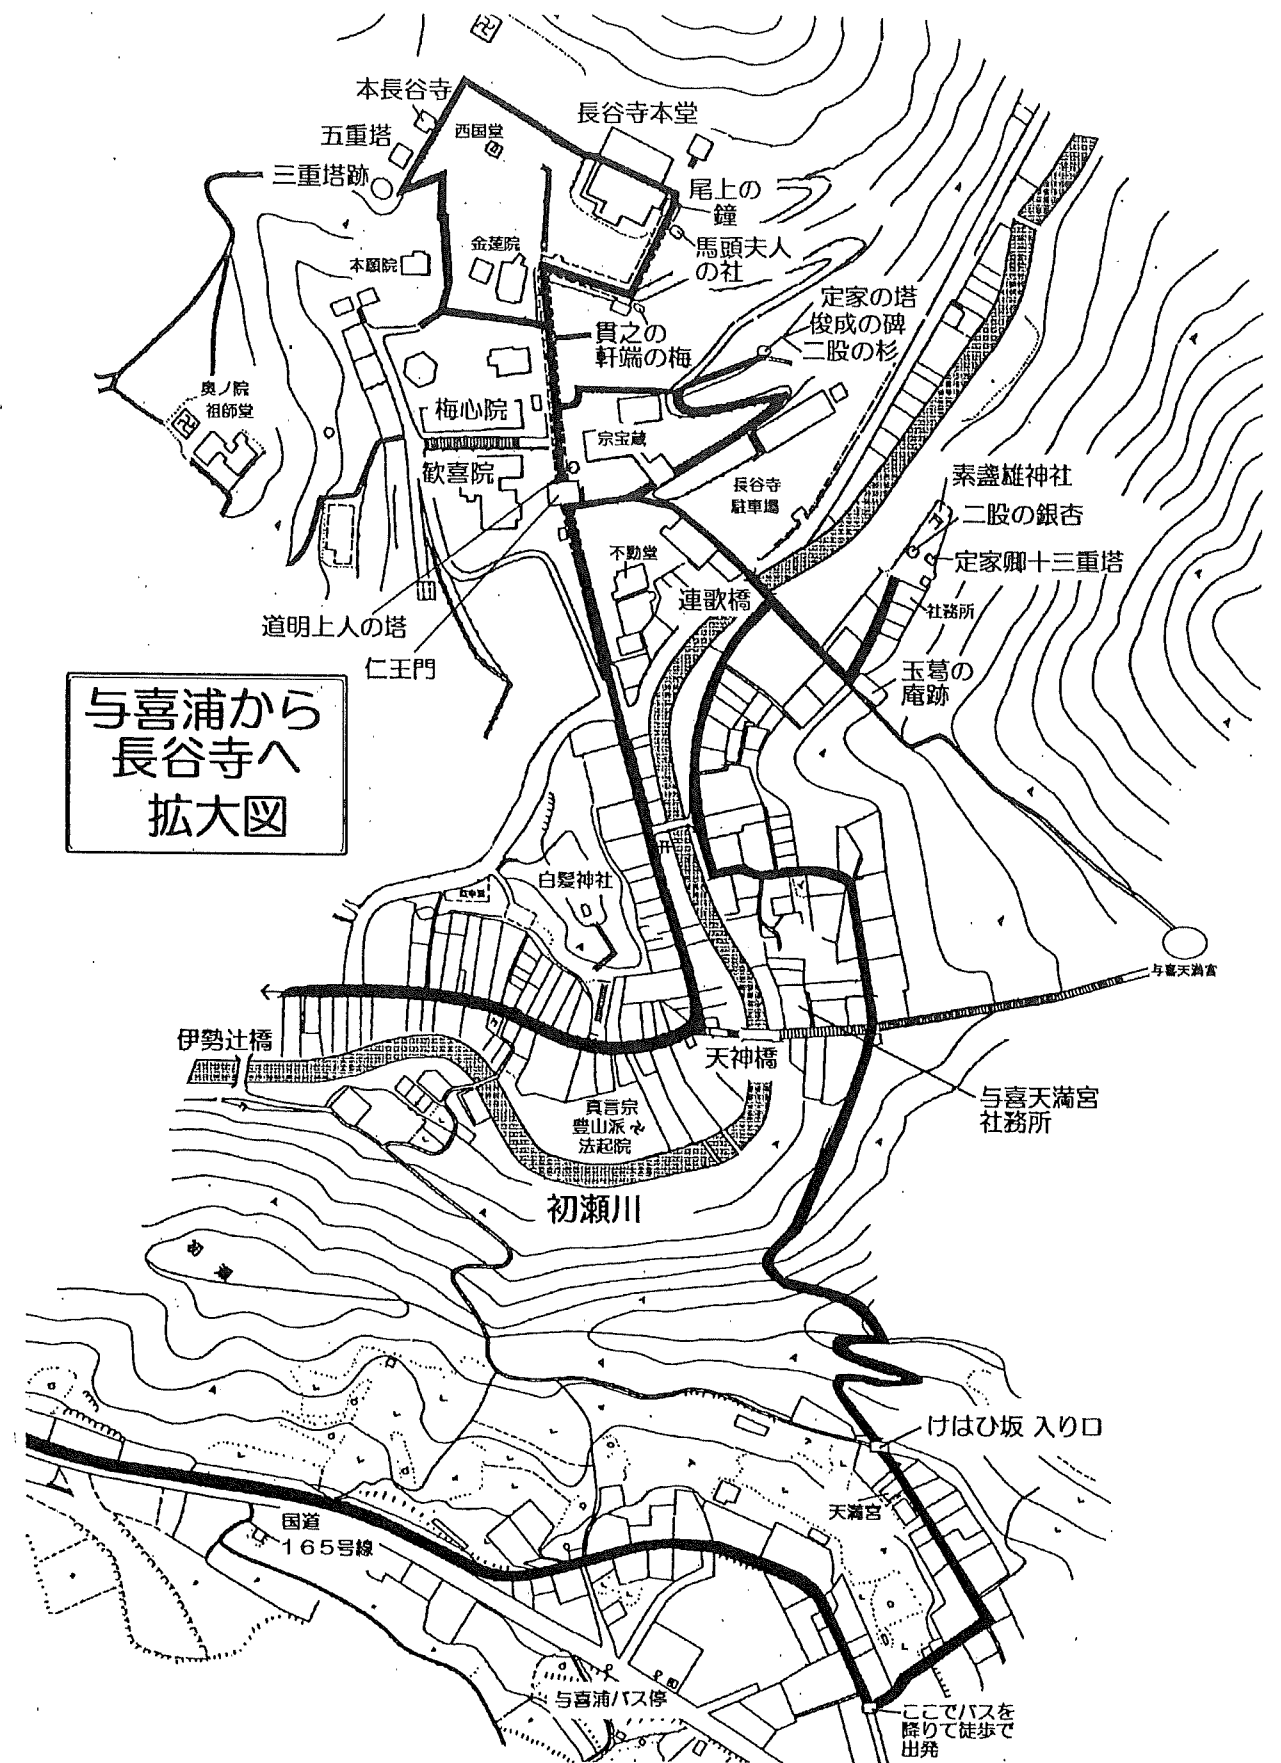 本長谷寺
長谷寺本堂
五重塔
西国堂
三重塔跡
尾上の
鐘
金蓮院
馬頭夫人
の社
本願院
定家の塔
俊成の碑
二股の杉
貫之の
軒端の梅
奥ノ院
祖師堂
梅心院
宗宝蔵
歓喜院
長谷寺
駐車場
素盞雄神社
二股の銀杏
不動堂
定家卿十三重塔
連歌橋
社務所
道明上人の塔
仁王門
玉葛の
庵跡
与喜浦から
長谷寺へ
拡大図
白髪神社
与喜天満宮
伊勢辻橋
天神橋
与喜天満宮
社務所
真言宗
豊山派
法起院
初瀬川
初瀬
けはひ坂 入り口
天満宮
国道
165号線
与喜浦バス停
ここでバスを
降りて徒歩で
出発